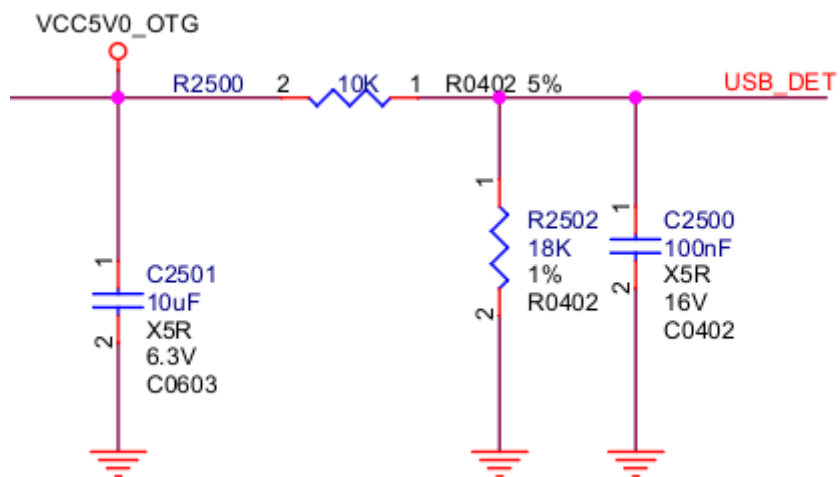 VCC5V0_OTG
R2500 2 10K 1 R0402 5% USB_DET
1
R2502
18K
1%
R0402
2
1
C2500
100nF
X5R
16V
C0402
2
1
C2501
10uF
X5R
6.3V
C0603
2